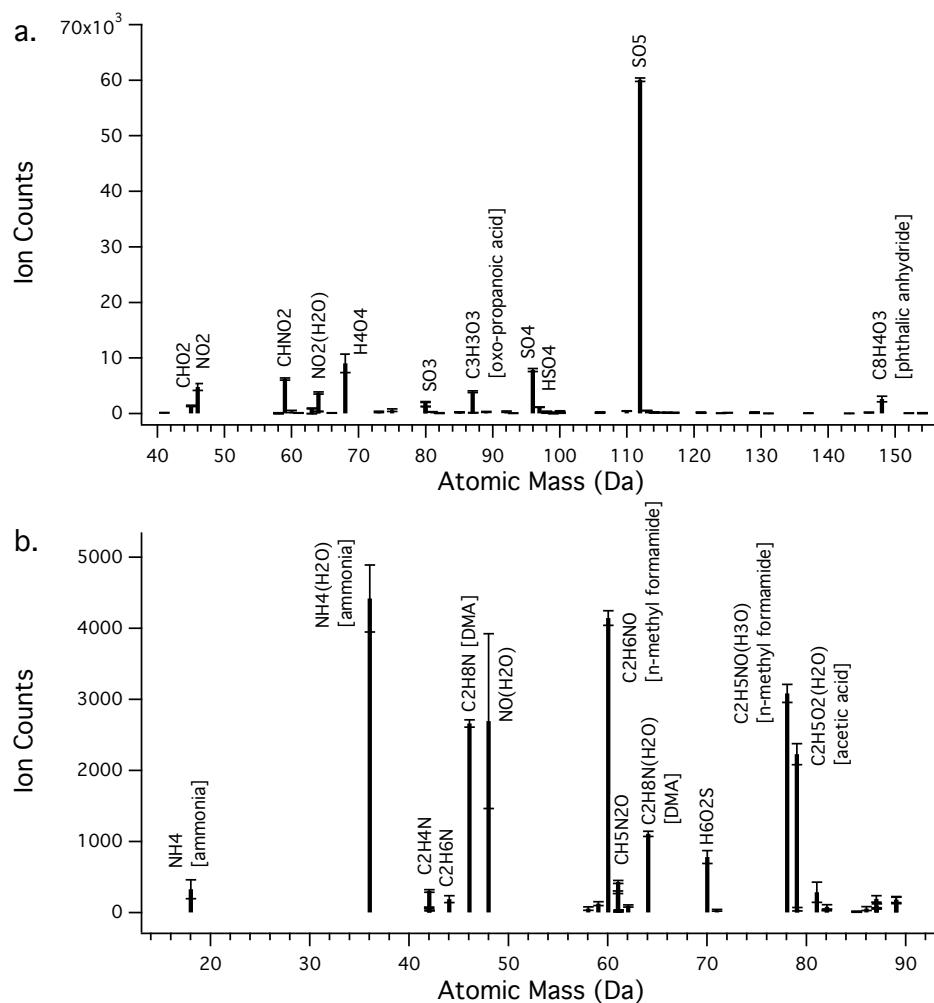 a.
70x10³
60
50
40
30
20
10
0
Ion Counts
CHO2
NO2
CHNO2
NO2(H2O)
H4O4
SO3
C3H3O3
[oxo-propanoic acid]
SO4
HSO4
SO5
C8H4O3
[phthalic anhydride]
40 50 60 70 80 90 100 110 120 130 140 150
Atomic Mass (Da)
b.
5000
4000
3000
2000
1000
0
Ion Counts
NH4
[ammonia]
NH4(H2O)
[ammonia]
C2H4N
C2H6N
C2H8N [DMA]
NO(H2O)
C2H6NO
[n-methyl formamide]
CH5N2O
C2H8N(H2O)
[DMA]
H6O2S
C2H5NO(H3O)
[n-methyl formamide]
C2H5O2(H2O)
[acetic acid]
20 30 40 50 60 70 80 90
Atomic Mass (Da)